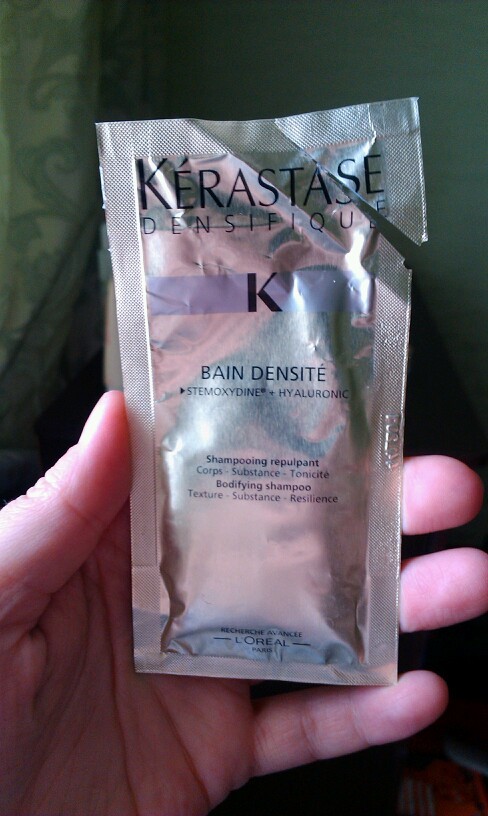 KÉRASTASE
DENSIFIQUE
K
BAIN DENSITÉ
▶STEMOXYDINE® + HYALURONIC
Shampooing repulpant
Corps - Substance - Tonicité
Bodifying shampoo
Texture - Substance - Resilience
RECHERCHE AVANCÉE
L'ORÉAL
PARIS